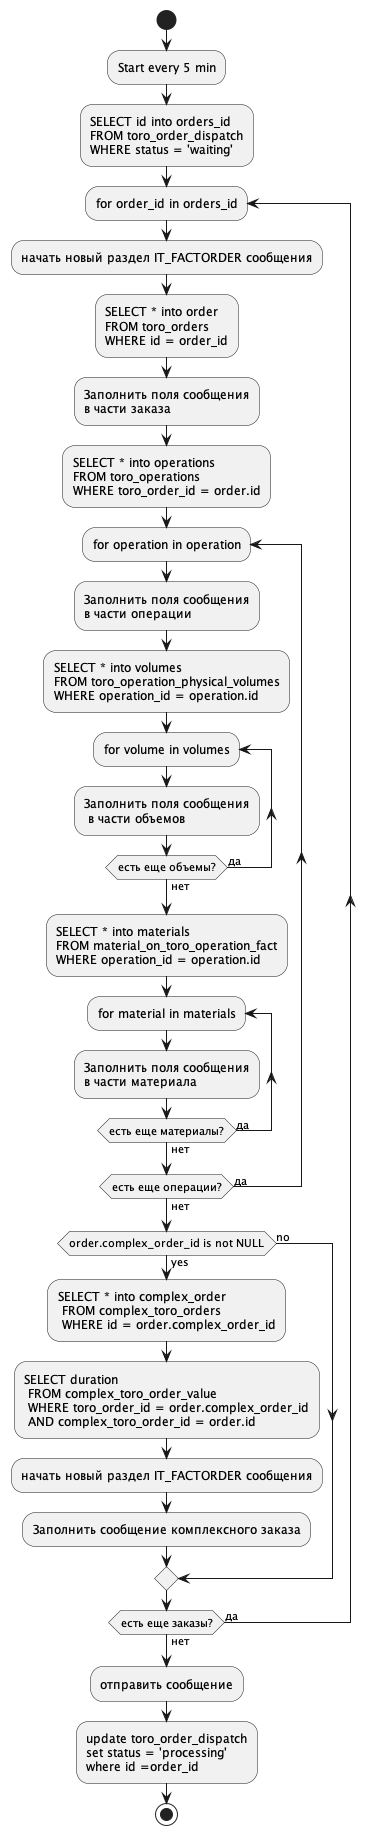 Start every 5 min
SELECT id into orders_id
FROM toro_order_dispatch
WHERE status = 'waiting'
for order_id in orders_id
начать новый раздел IT_FACTORDER сообщения
SELECT * into order
FROM toro_orders
WHERE id = order_id
Заполнить поля сообщения
в части заказа
SELECT * into operations
FROM toro_operations
WHERE toro_order_id = order.id
for operation in operation
Заполнить поля сообщения
в части операции
SELECT * into volumes
FROM toro_operation_physical_volumes
WHERE operation_id = operation.id
for volume in volumes
Заполнить поля сообщения
в части объемов
есть еще объемы?
да
нет
SELECT * into materials
FROM material_on_toro_operation_fact
WHERE operation_id = operation.id
for material in materials
Заполнить поля сообщения
в части материала
есть еще материалы?
да
нет
есть еще операции?
да
нет
order.complex_order_id is not NULL
no
yes
SELECT * into complex_order
FROM complex_toro_orders
WHERE id = order.complex_order_id
SELECT duration
FROM complex_toro_order_value
WHERE toro_order_id = order.complex_order_id
AND complex_toro_order_id = order.id
начать новый раздел IT_FACTORDER сообщения
Заполнить сообщение комплексного заказа
есть еще заказы?
да
нет
отправить сообщение
update toro_order_dispatch
set status = 'processing'
where id =order_id